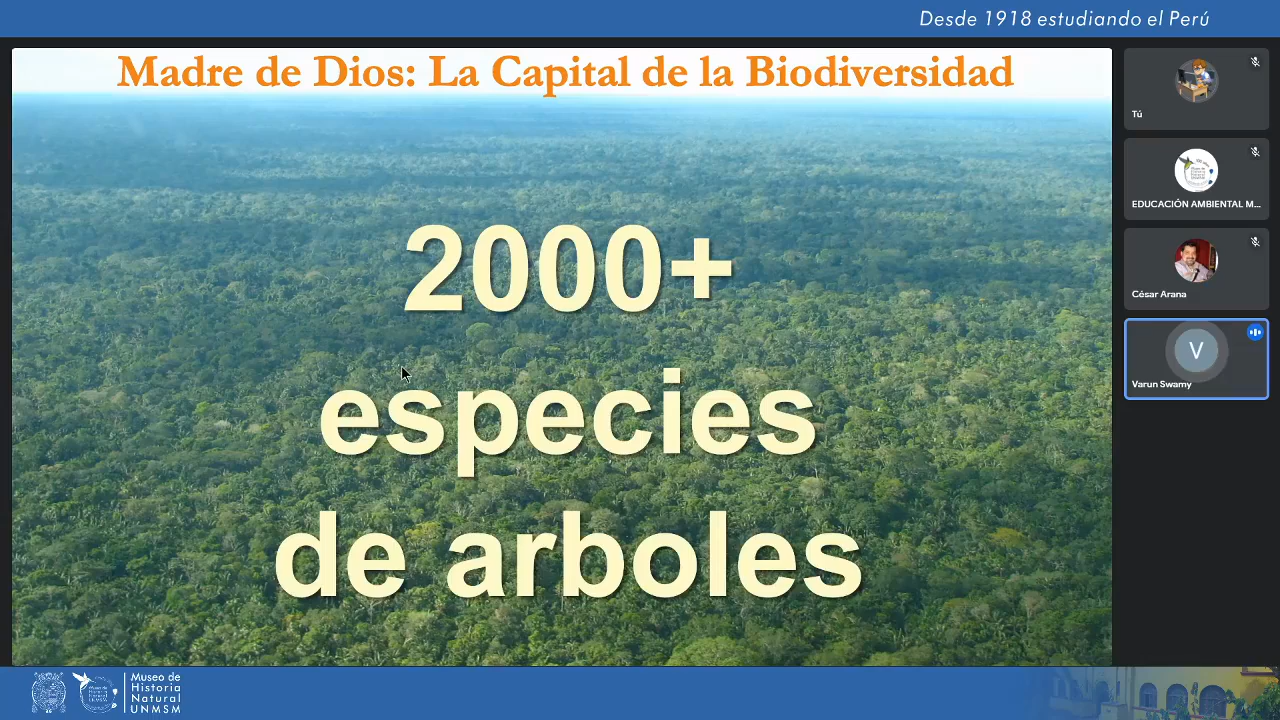 Desde 1918 estudiando el Perú
Madre de Dios: La Capital de la Biodiversidad
2000+
especies
de arboles
Tú
EDUCACIÓN AMBIENTAL M...
César Arana
V
Varun Swamy
Museo de
Historia
Natural
UNMSM